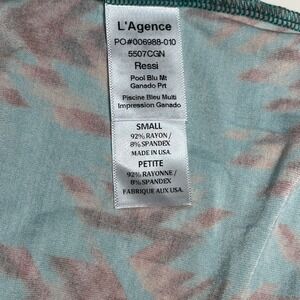 L'Agence
PO#006988-010
5507CGN
Ressi
Pool Blu Mt
Ganado Prt
Piscine Bleu Multi
Impression Ganado
SMALL
92% RAYON /
8% SPANDEX
MADE IN USA.
PETITE
92% RAYONNE /
8% SPANDEX
FABRIQUE AUX USA.